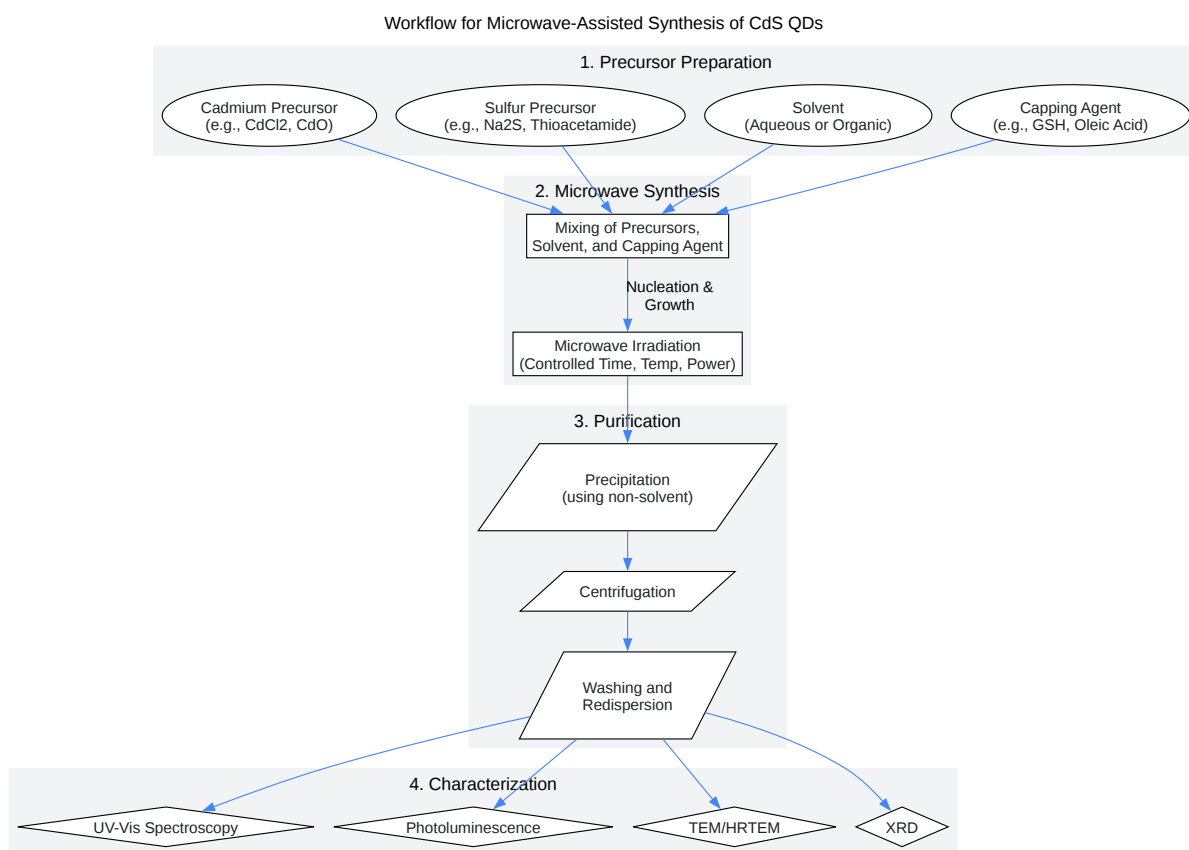 Workflow for Microwave-Assisted Synthesis of CdS QDs
1. Precursor Preparation
Cadmium Precursor
(e.g., CdCl2, CdO)
Sulfur Precursor
(e.g., Na2S, Thioacetamide)
Solvent
(Aqueous or Organic)
Capping Agent
(e.g., GSH, Oleic Acid)
2. Microwave Synthesis
Mixing of Precursors,
Solvent, and Capping Agent
Nucleation &
Growth
Microwave Irradiation
(Controlled Time, Temp, Power)
3. Purification
Precipitation
(using non-solvent)
Centrifugation
Washing and
Redispersion
4. Characterization
UV-Vis Spectroscopy
Photoluminescence
TEM/HRTEM
XRD